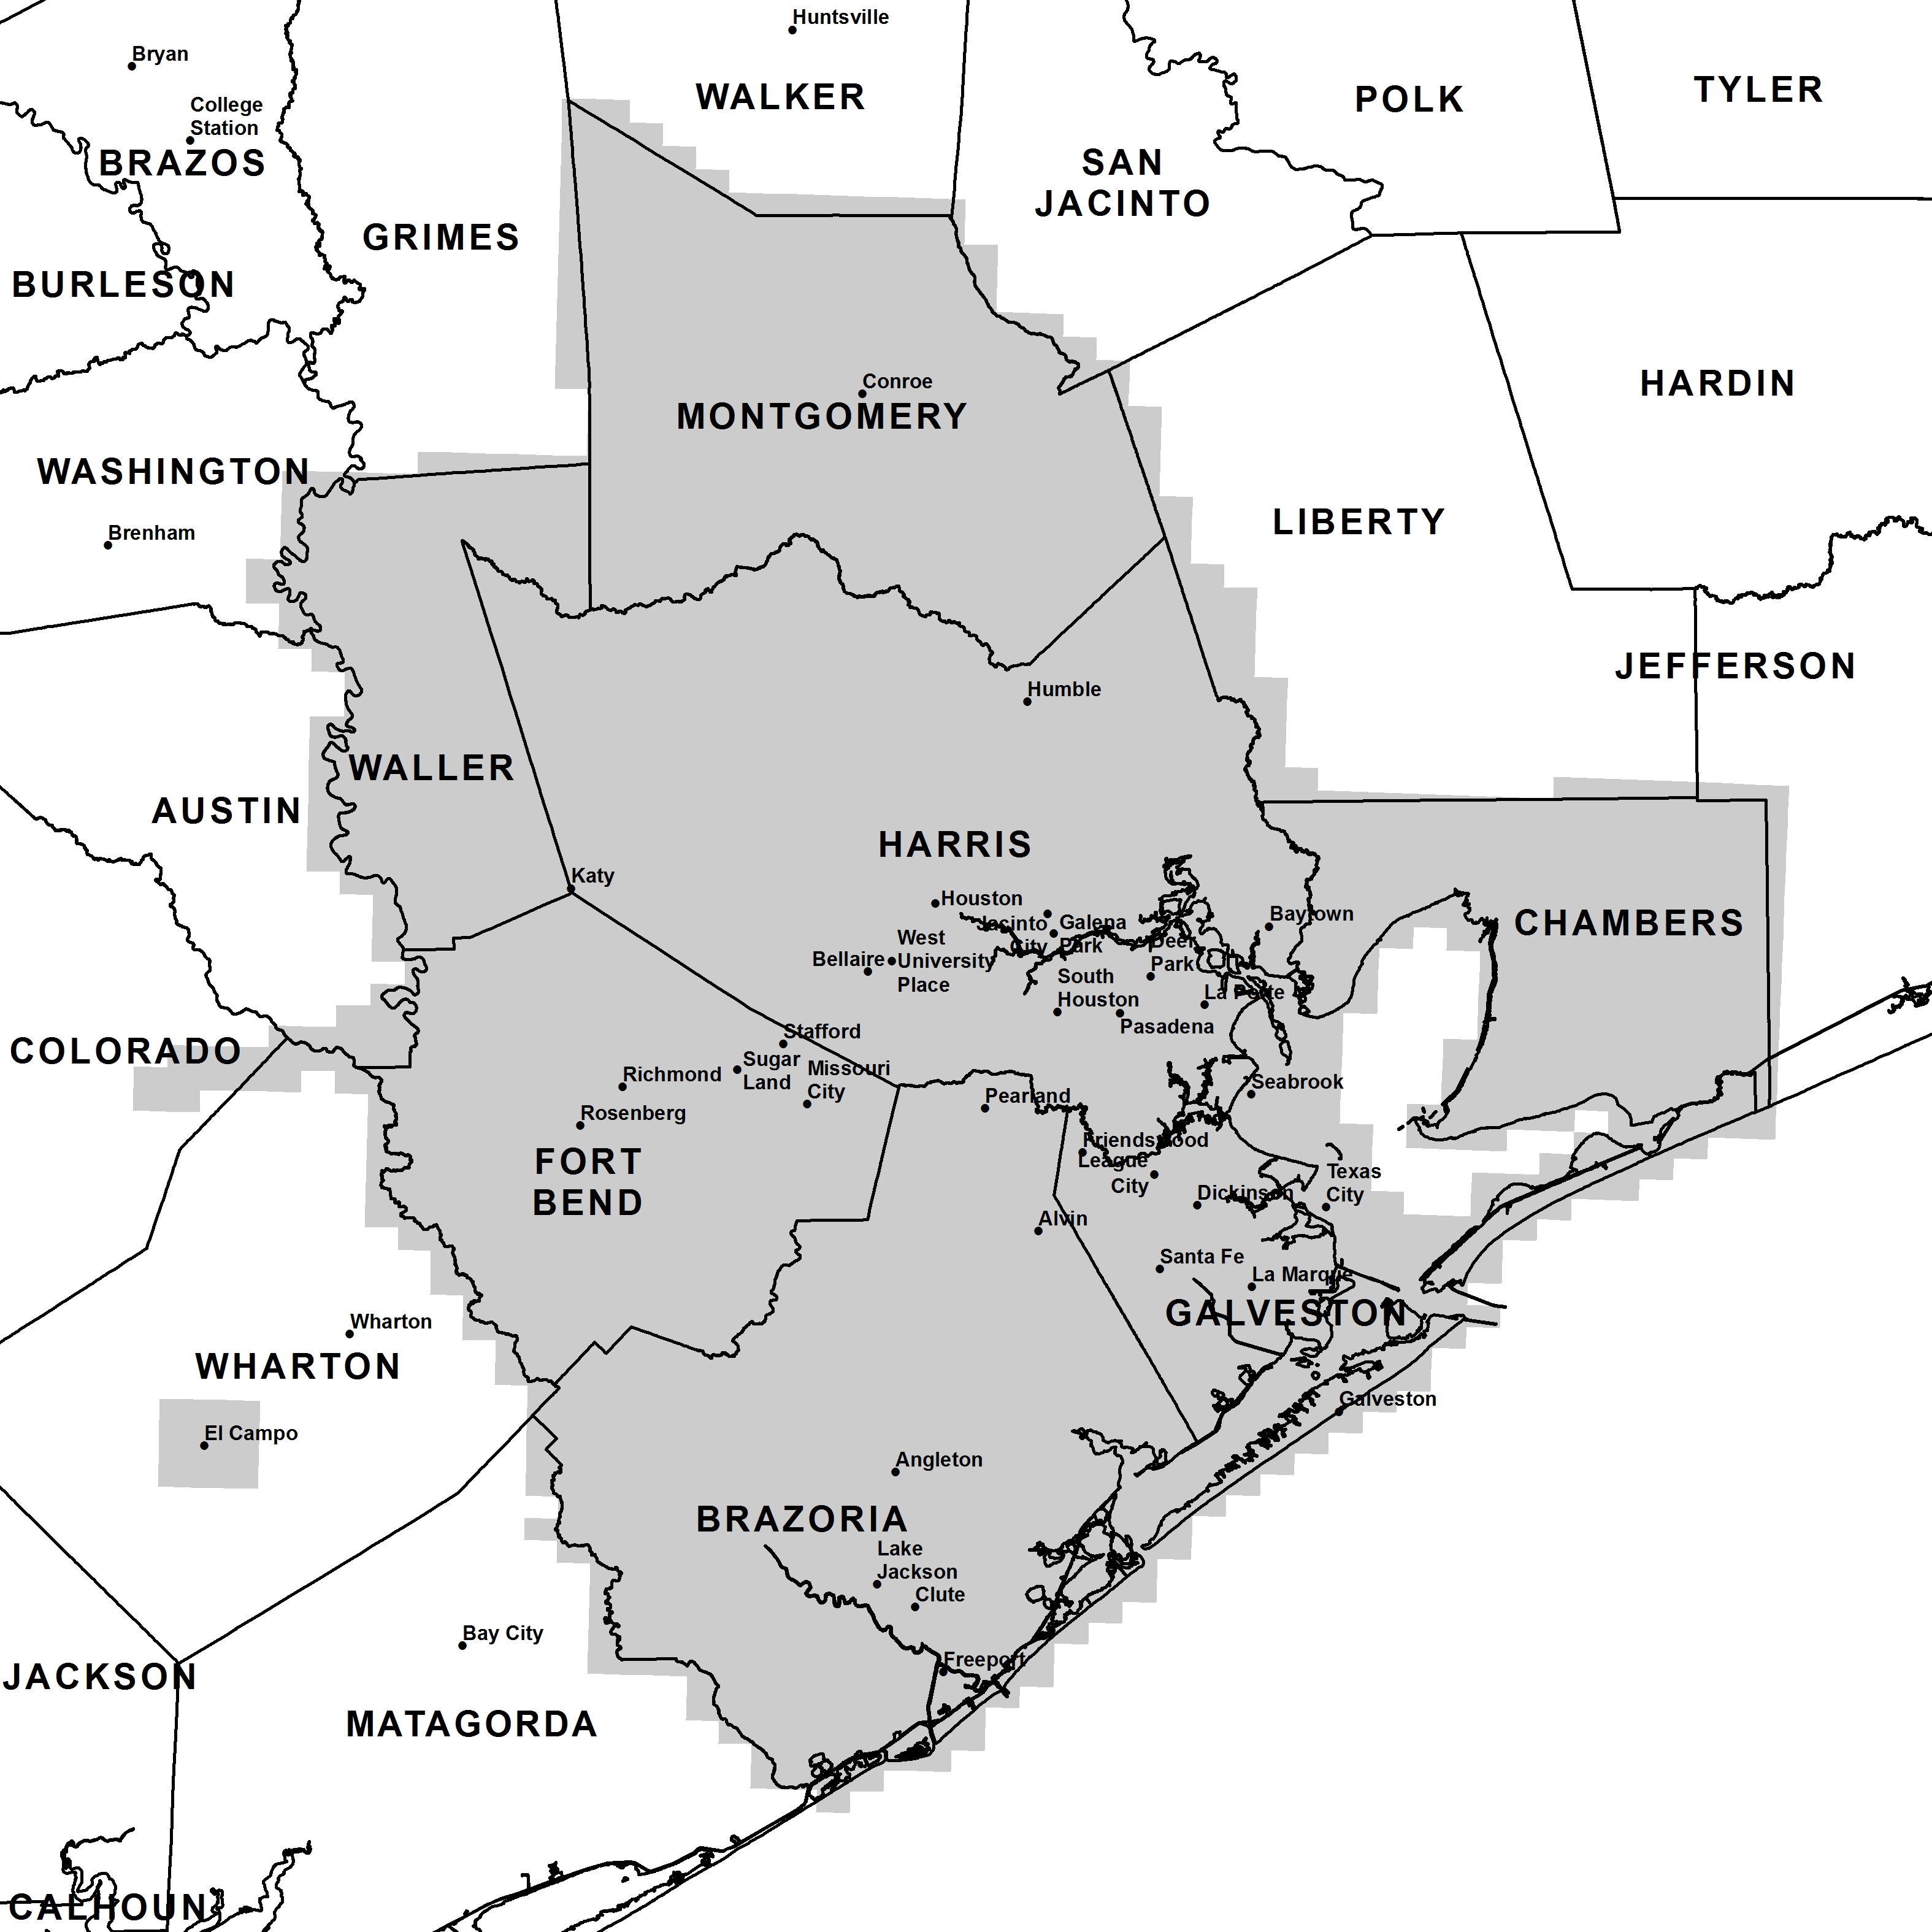 Huntsville
Bryan
WALKER
TYLER
POLK
College
Station
BRAZOS
SAN
JACINTO
GRIMES
BURLESON
Conroe
MONTGOMERY
HARDIN
WASHINGTON
Brenham
LIBERTY
JEFFERSON
Humble
WALLER
AUSTIN
HARRIS
Katy
Houston
Jacinto
City
Galena
Park
Baytown
CHAMBERS
West
University
Place
Bellaire
Deer
Park
South
Houston
La Porte
Pasadena
COLORADO
Stafford
Sugar
Land
Missouri
City
Richmond
Rosenberg
Seabrook
Pearland
Friendswood
League
City
FORT
BEND
Texas
City
Dickinson
Alvin
Santa Fe
La Marque
GALVESTON
Wharton
WHARTON
Galveston
El Campo
Angleton
BRAZORIA
Lake
Jackson
Clute
Bay City
Freeport
JACKSON
MATAGORDA
CALHOUN